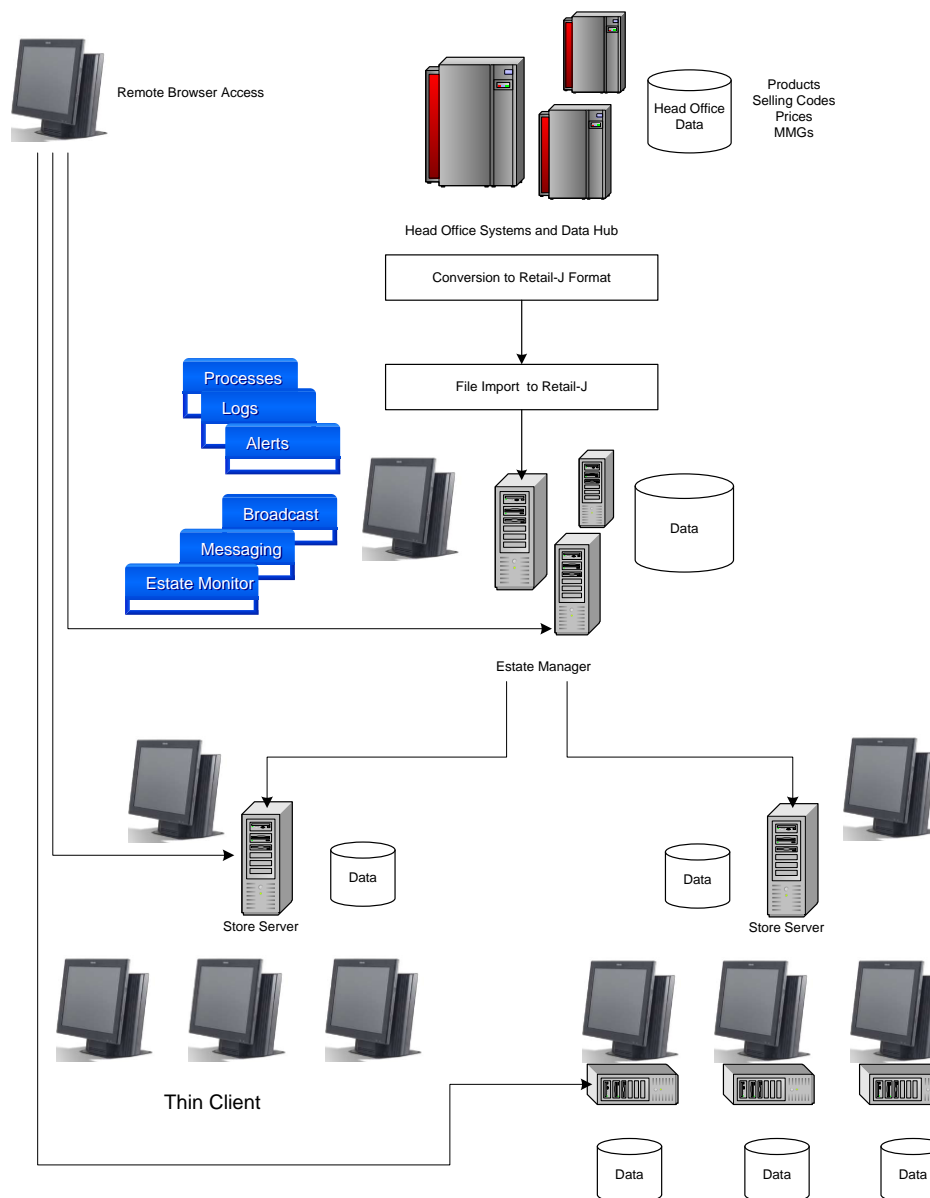 Remote Browser Access
Head Office
Data
Products
Selling Codes
Prices
MMGs
Head Office Systems and Data Hub
Conversion to Retail-J Format
File Import to Retail-J
Processes
Logs
Alerts
Broadcast
Messaging
Estate Monitor
Data
Estate Manager
Data
Data
Store Server
Store Server
Thin Client
Data
Data
Data